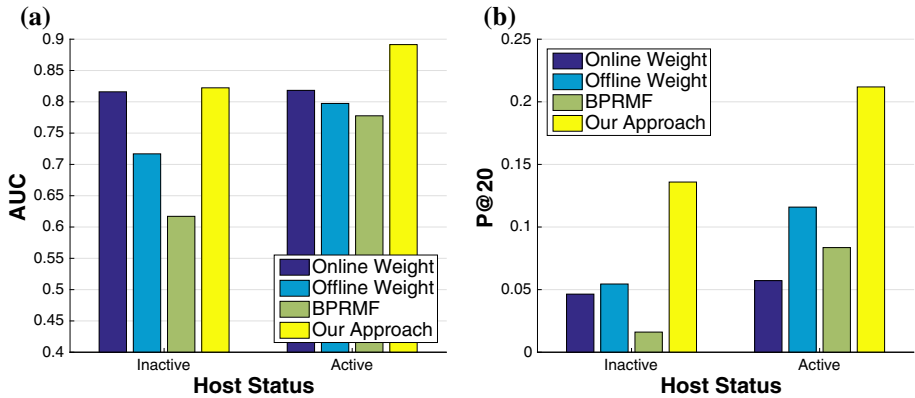 (a)
0.9
0.85
0.8
0.75
0.7
0.65
0.6
0.55
0.5
0.45
0.4
AUC
Online Weight
Offline Weight
BPRMF
Our Approach
Inactive
Active
Host Status
(b)
0.25
0.2
0.15
0.1
0.05
0
P@20
Online Weight
Offline Weight
BPRMF
Our Approach
Inactive
Active
Host Status